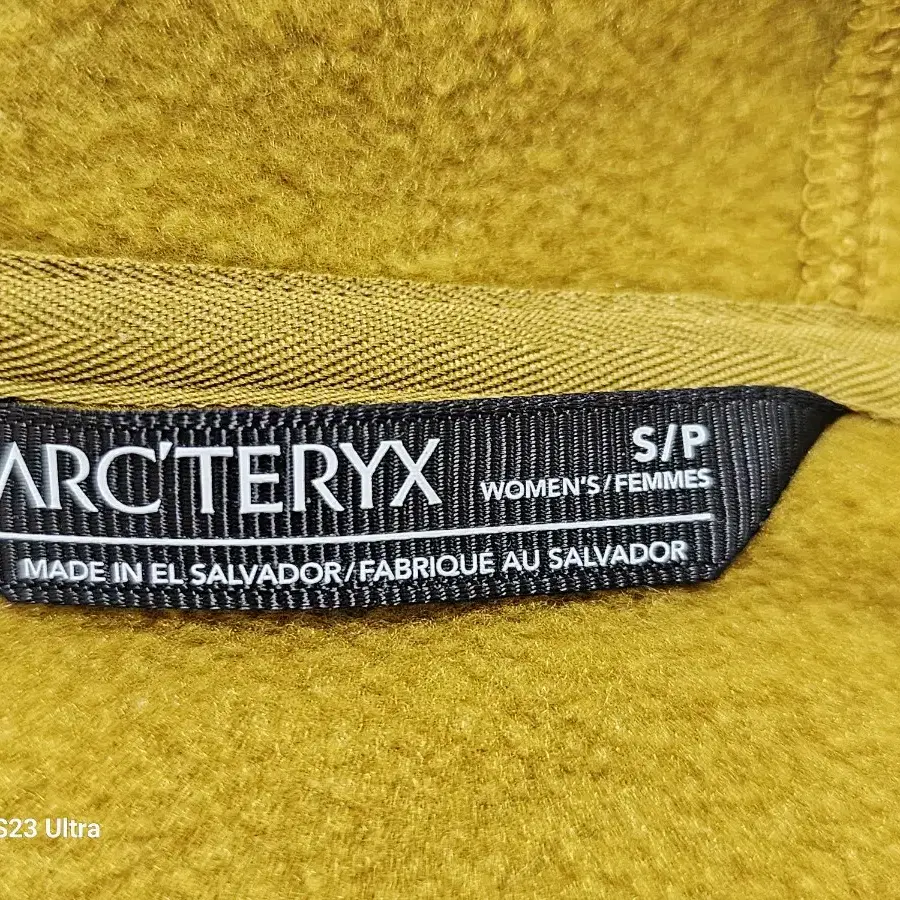 ARC'TERYX
S/P
WOMEN'S/FEMMES
MADE IN EL SALVADOR/FABRIQUÉ AU SALVADOR
S23 Ultra